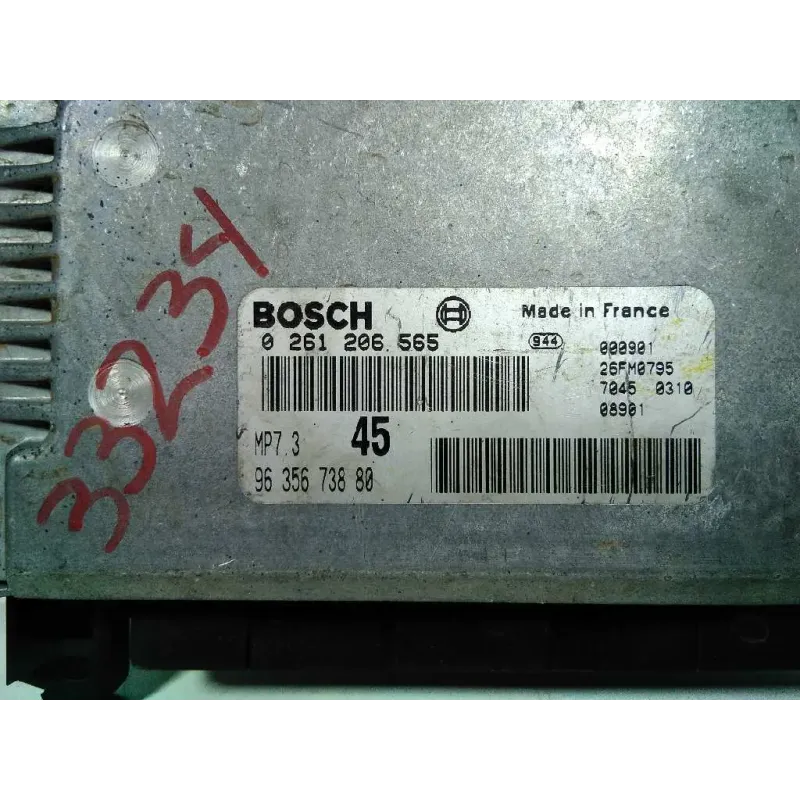 33234
BOSCH
Made in France
0 261 206 565
944
000901
26FM0795
7045 0310
08901
MP7.3 45
96 356 738 80